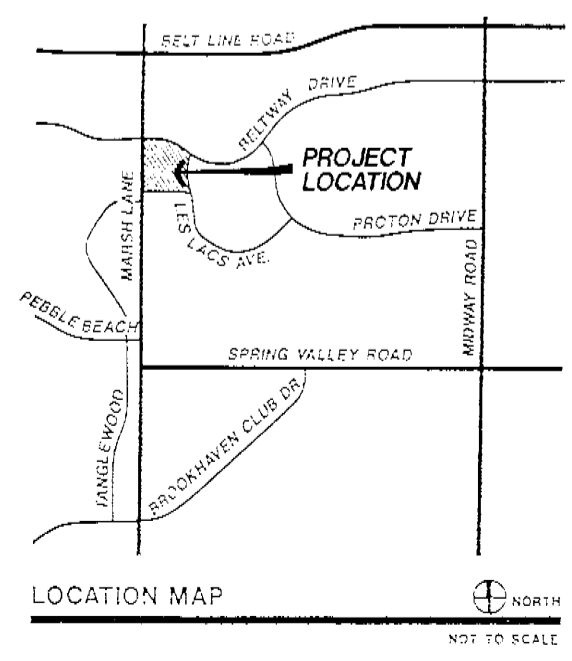 BELT LINE ROAD
BELTWAY DRIVE
PROJECT
LOCATION
MARSH LANE
LES LACS AVE.
PROTON DRIVE
MIDWAY ROAD
PEBBLE BEACH
SPRING VALLEY ROAD
TANGLEWOOD
BROOKHAVEN CLUB DR
LOCATION MAP
NORTH
NOT TO SCALE